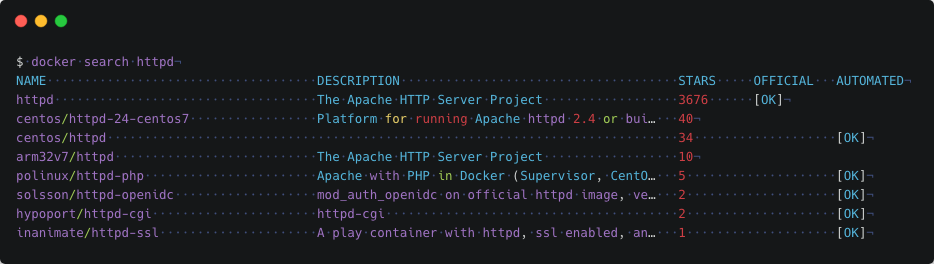 $ docker search httpd
NAME DESCRIPTION STARS OFFICIAL AUTOMATED
httpd The Apache HTTP Server Project 3676 [OK]
centos/httpd-24-centos7 Platform for running Apache httpd 2.4 or bui… 40
centos/httpd 34 [OK]
arm32v7/httpd The Apache HTTP Server Project 10
polinux/httpd-php Apache with PHP in Docker (Supervisor, CentO… 5 [OK]
solsson/httpd-openidc mod_auth_openidc on official httpd image, ve… 2 [OK]
hypoport/httpd-cgi httpd-cgi 2 [OK]
inanimate/httpd-ssl A play container with httpd, ssl enabled, an… 1 [OK]